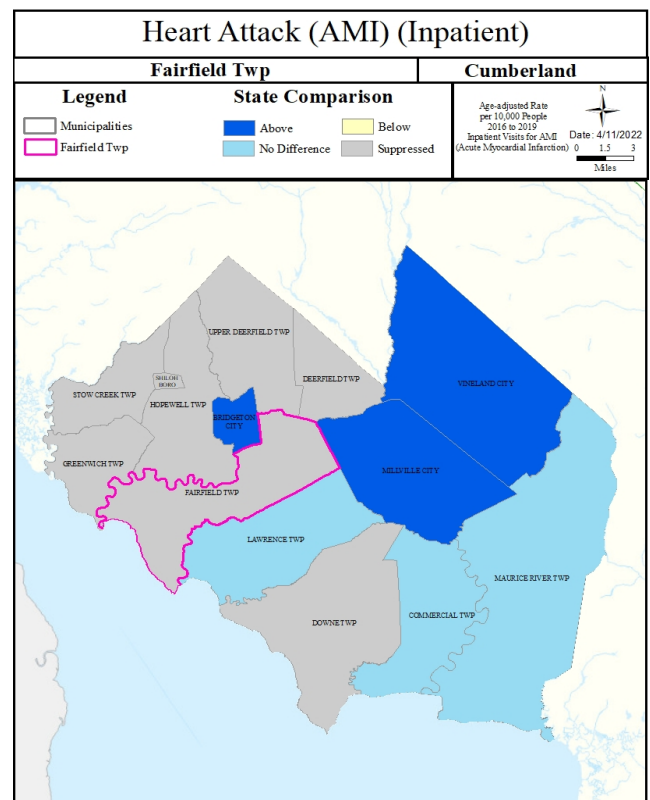 Heart Attack (AMI) (Inpatient)
Fairfield Twp
Cumberland
Legend
Municipalities
Fairfield Twp
State Comparison
Above
Below
No Difference
Suppressed
Age-adjusted Rate
per 10,000 People
2016 to 2019
Inpatient Visits for AMI
(Acute Myocardial Infarction)
N
Date: 4/11/2022
0 1.5 3
Miles
UPPER DEERFIELD TWP
DEERFIELD TWP
VINELAND CITY
SHILOH
BORO
STOW CREEK TWP
HOPEWELL TWP
BRIDGETON
CITY
GREENWICH TWP
MILLVILLE CITY
FAIRFIELD TWP
LAWRENCE TWP
MAURICE RIVER TWP
DOWNE TWP
COMMERCIAL TWP